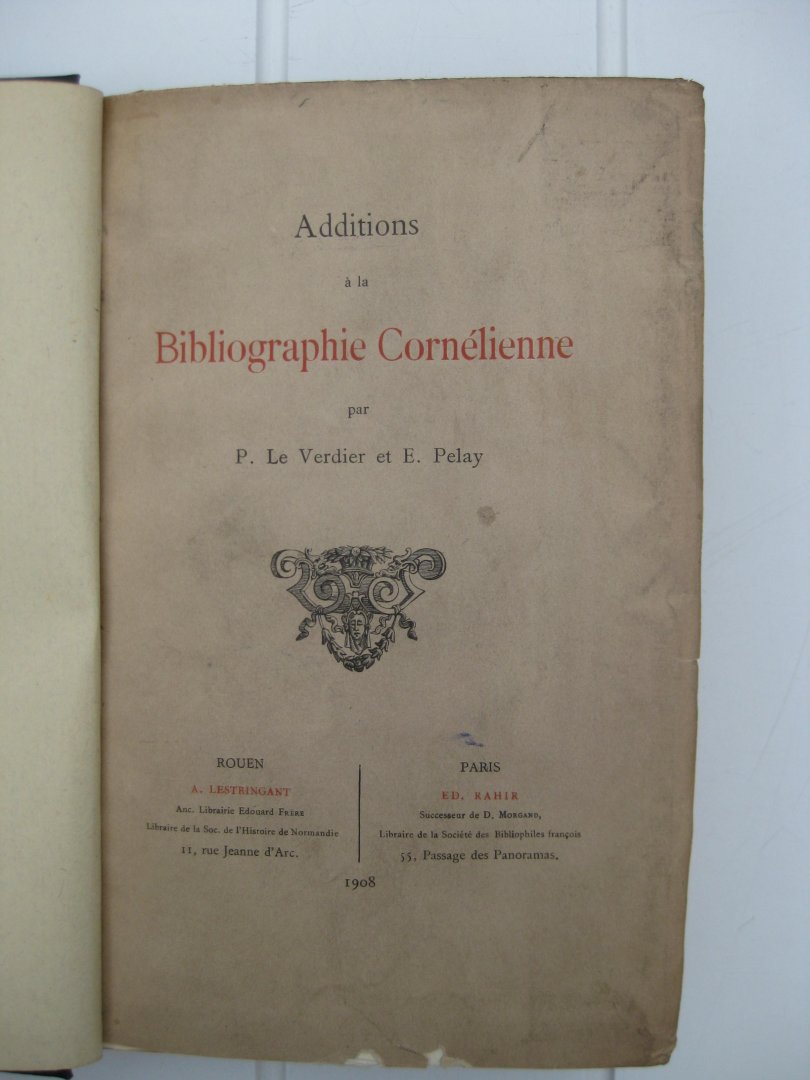 Additions
à la
Bibliographie Cornélienne
par
P. Le Verdier et E. Pelay
ROUEN
A. LESTRINGANT
Anc. Librairie Edouard FRÈRE
Libraire de la Soc. de l'Histoire de Normandie
11, rue Jeanne d'Arc.
PARIS
ED. RAHIR
Successeur de D. MORGAND,
Libraire de la Société des Bibliophiles françois
55, Passage des Panoramas.
1908